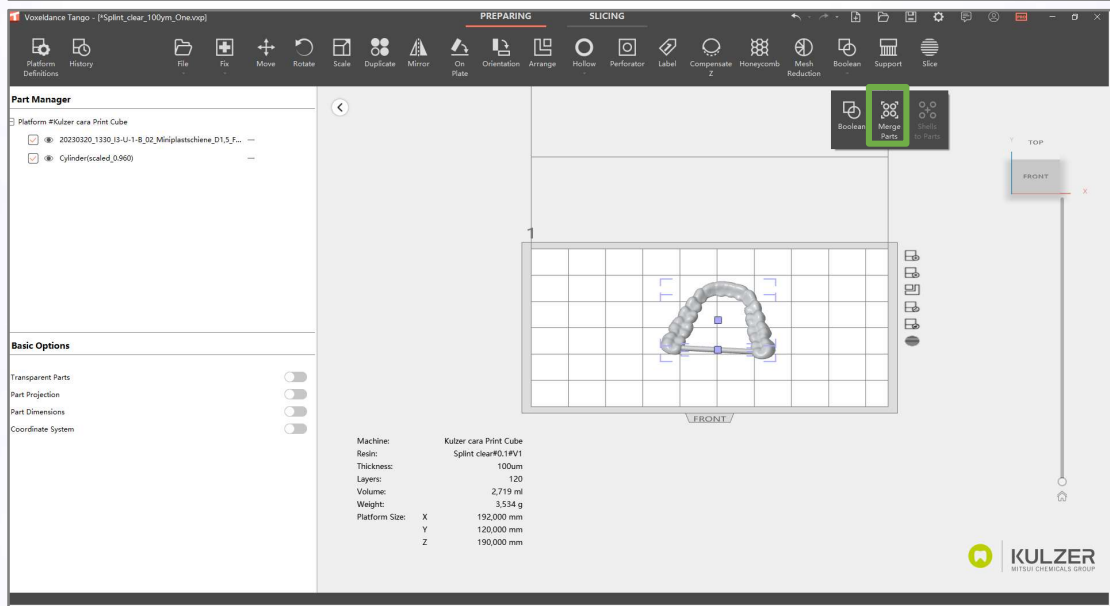 Voxeldance Tango - [*Splint_clear_100ym_One.vxp]
PREPARING SLICING
PRO
Platform Definitions
History
File
Fix
Move
Rotate
Scale
Duplicate
Mirror
On Plate
Orientation
Arrange
Hollow
Perforator
Label
Compensate Z
Honeycomb
Mesh Reduction
Boolean
Support
Slice
Part Manager
Platform #Kulzer cara Print Cube
20230320_1330_I3-U-1-B_02_Miniplastschiene_D1,5_F... —
Cylinder(scaled_0.960) —
Boolean
Merge Parts
Shells to Parts
Y TOP
FRONT
X
1
FRONT
Basic Options
Transparent Parts
Part Projection
Part Dimensions
Coordinate System
Machine: Kulzer cara Print Cube
Resin: Splint clear#0.1#V1
Thickness: 100um
Layers: 120
Volume: 2,719 ml
Weight: 3,534 g
Platform Size: X 192,000 mm
Y 120,000 mm
Z 190,000 mm
KULZER
MITSUI CHEMICALS GROUP